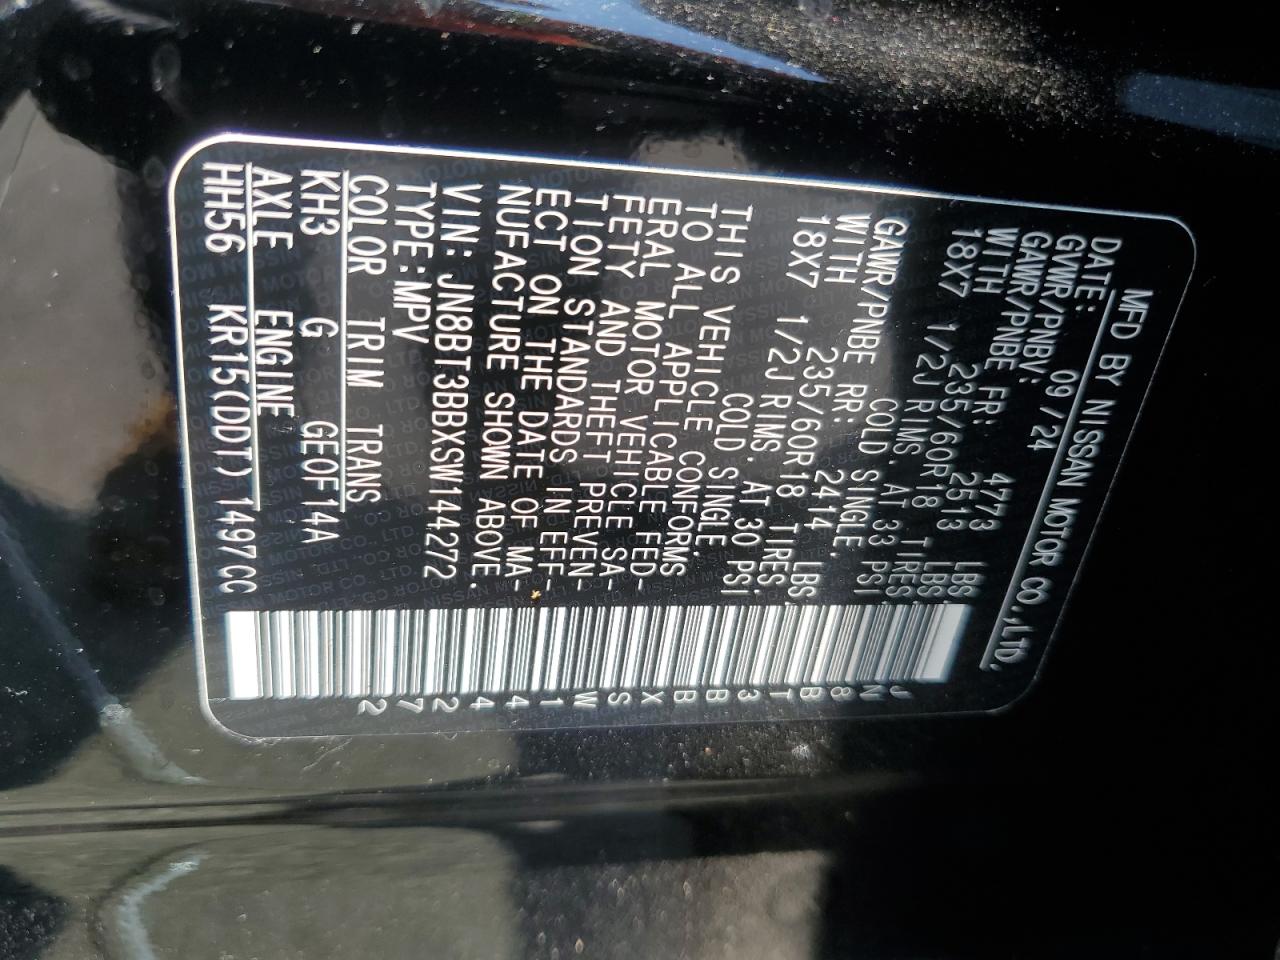 MFD BY NISSAN MOTOR CO.,LTD.
DATE: 09/24
GVWR/PNBV: 4773 LBS.
GAWR/PNBE FR: 2513 LBS.
WITH 235/60R18 TIRES.
18X7 1/2J RIMS. AT 33 PSI
COLD SINGLE.
GAWR/PNBE RR: 2414 LBS.
WITH 235/60R18 TIRES.
18X7 1/2J RIMS. AT 30 PSI
COLD SINGLE.
THIS VEHICLE CONFORMS
TO ALL APPLICABLE FED-
ERAL MOTOR VEHICLE SA-
FETY AND THEFT PREVEN-
TION STANDARDS IN EFF-
ECT ON THE DATE OF MA-
NUFACTURE SHOWN ABOVE.
VIN: JN8BT3BBXSW144272
TYPE:MPV
COLOR TRIM TRANS
KH3 G GE0F14A
AXLE ENGINE
HH56 KR15(DDT) 1497CC
JN8BT3BBXSW144272